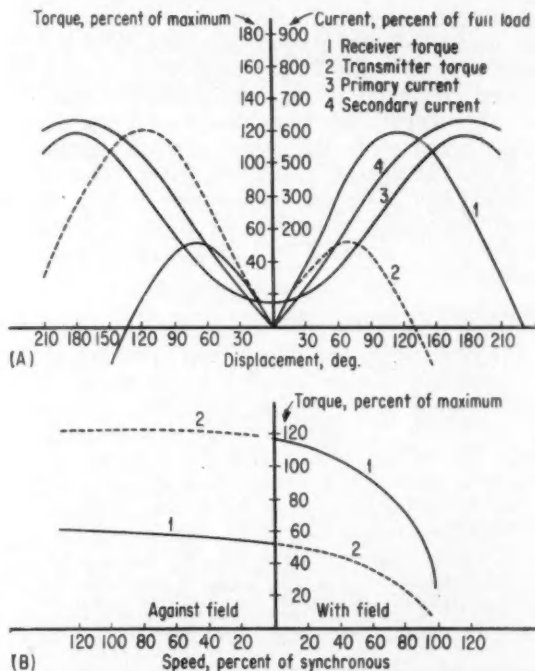 Torque, percent of maximum
Current, percent of full load
180 900
1 Receiver torque
160 800
2 Transmitter torque
3 Primary current
140 700
4 Secondary current
120 600
100 500
4
80
3
1
60 200
2
40
210 180 150 120 90 60 30 30 60 90 120 150 180 210
(A) Displacement, deg.
Torque, percent of maximum
2
120
1
100
80
1
60
2
40
20
Against field With field
120 100 80 60 40 20 20 40 60 80 100 120
(B) Speed, percent of synchronous